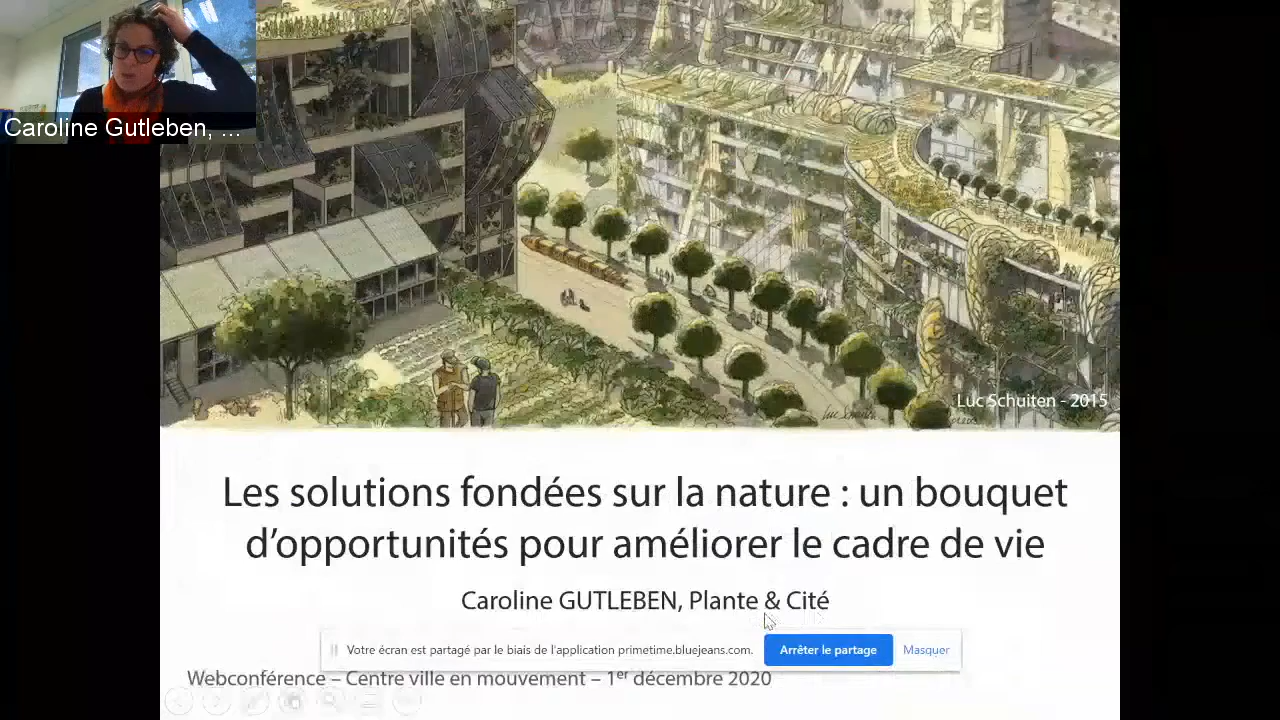 Caroline Gutleben, ...
Luc Schuiten - 2015
Les solutions fondées sur la nature : un bouquet
d’opportunités pour améliorer le cadre de vie
Caroline GUTLEBEN, Plante & Cité
Votre écran est partagé par le biais de l'application primetime.bluejeans.com.
Arrêter le partage
Masquer
Webconférence – Centre ville en mouvement – 1er décembre 2020